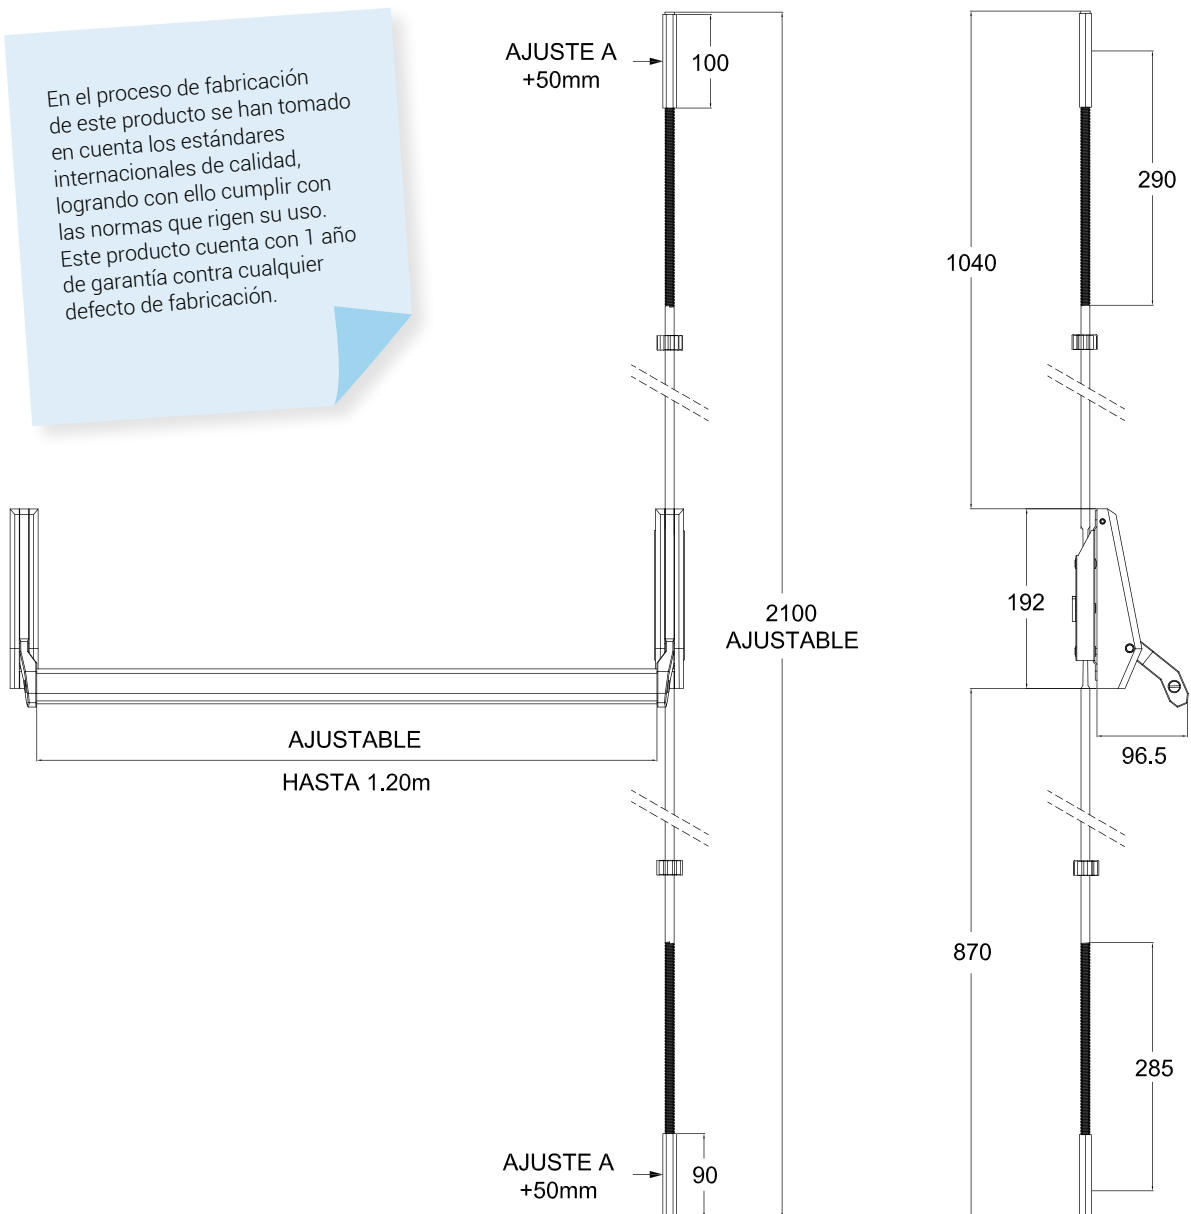 En el proceso de fabricación
de este producto se han tomado
en cuenta los estándares
internacionales de calidad,
logrando con ello cumplir con
las normas que rigen su uso.
Este producto cuenta con 1 año
de garantía contra cualquier
defecto de fabricación.
AJUSTE A
+50mm
100
290
1040
192
2100
AJUSTABLE
AJUSTABLE
HASTA 1.20m
96.5
870
285
AJUSTE A
+50mm
90